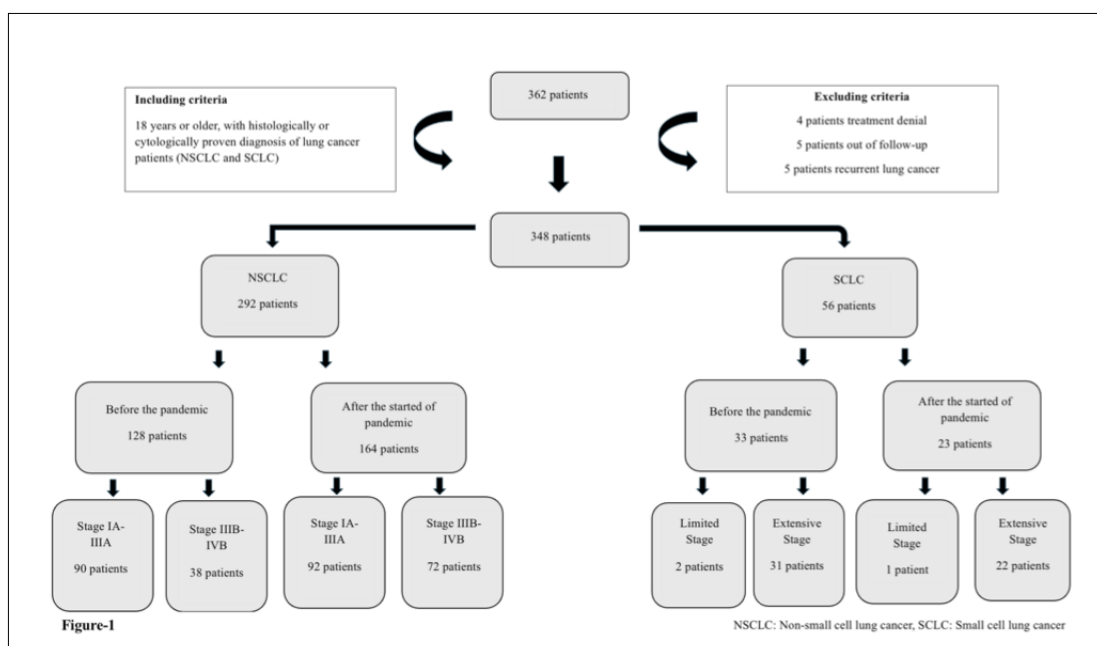 362 patients
Including criteria
18 years or older, with histologically or
cytologically proven diagnosis of lung cancer
patients (NSCLC and SCLC)
Excluding criteria
4 patients treatment denial
5 patients out of follow-up
5 patients recurrent lung cancer
348 patients
NSCLC
292 patients
SCLC
56 patients
Before the pandemic
128 patients
After the started of
pandemic
164 patients
Before the pandemic
33 patients
After the started of
pandemic
23 patients
Stage IA-
IIIA
90 patients
Stage IIIB-
IVB
38 patients
Stage IA-
IIIA
92 patients
Stage IIIB-
IVB
72 patients
Limited
Stage
2 patients
Extensive
Stage
31 patients
Limited
Stage
1 patient
Extensive
Stage
22 patients
Figure-1
NSCLC: Non-small cell lung cancer, SCLC: Small cell lung cancer